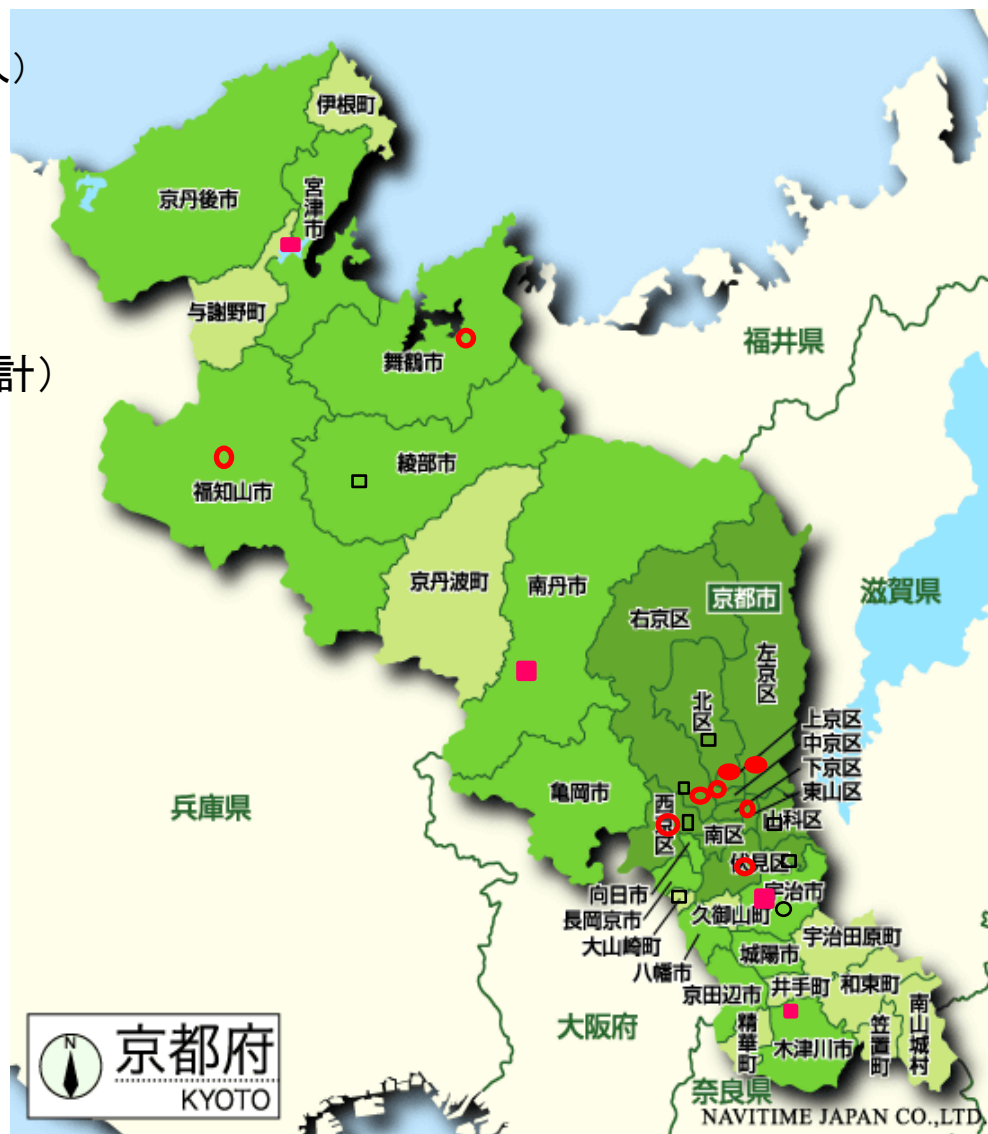 人）
伊根町
宮津市
京丹後市
与謝野町
福井県
計）
舞鶴市
綾部市
福知山市
京丹波町
南丹市
京都市
滋賀県
右京区
左京区
北区
上京区
中京区
下京区
東山区
亀岡市
兵庫県
西京区
山科区
南区
伏見区
向日市
宇治市
長岡京市
久御山町
大山崎町
宇治田原町
八幡市
城陽市
京田辺市
井手町
和束町
大阪府
精華町
木津川市
笠置町
南山城村
奈良県
N
京都府
KYOTO
NAVITIME JAPAN CO.,LTD.